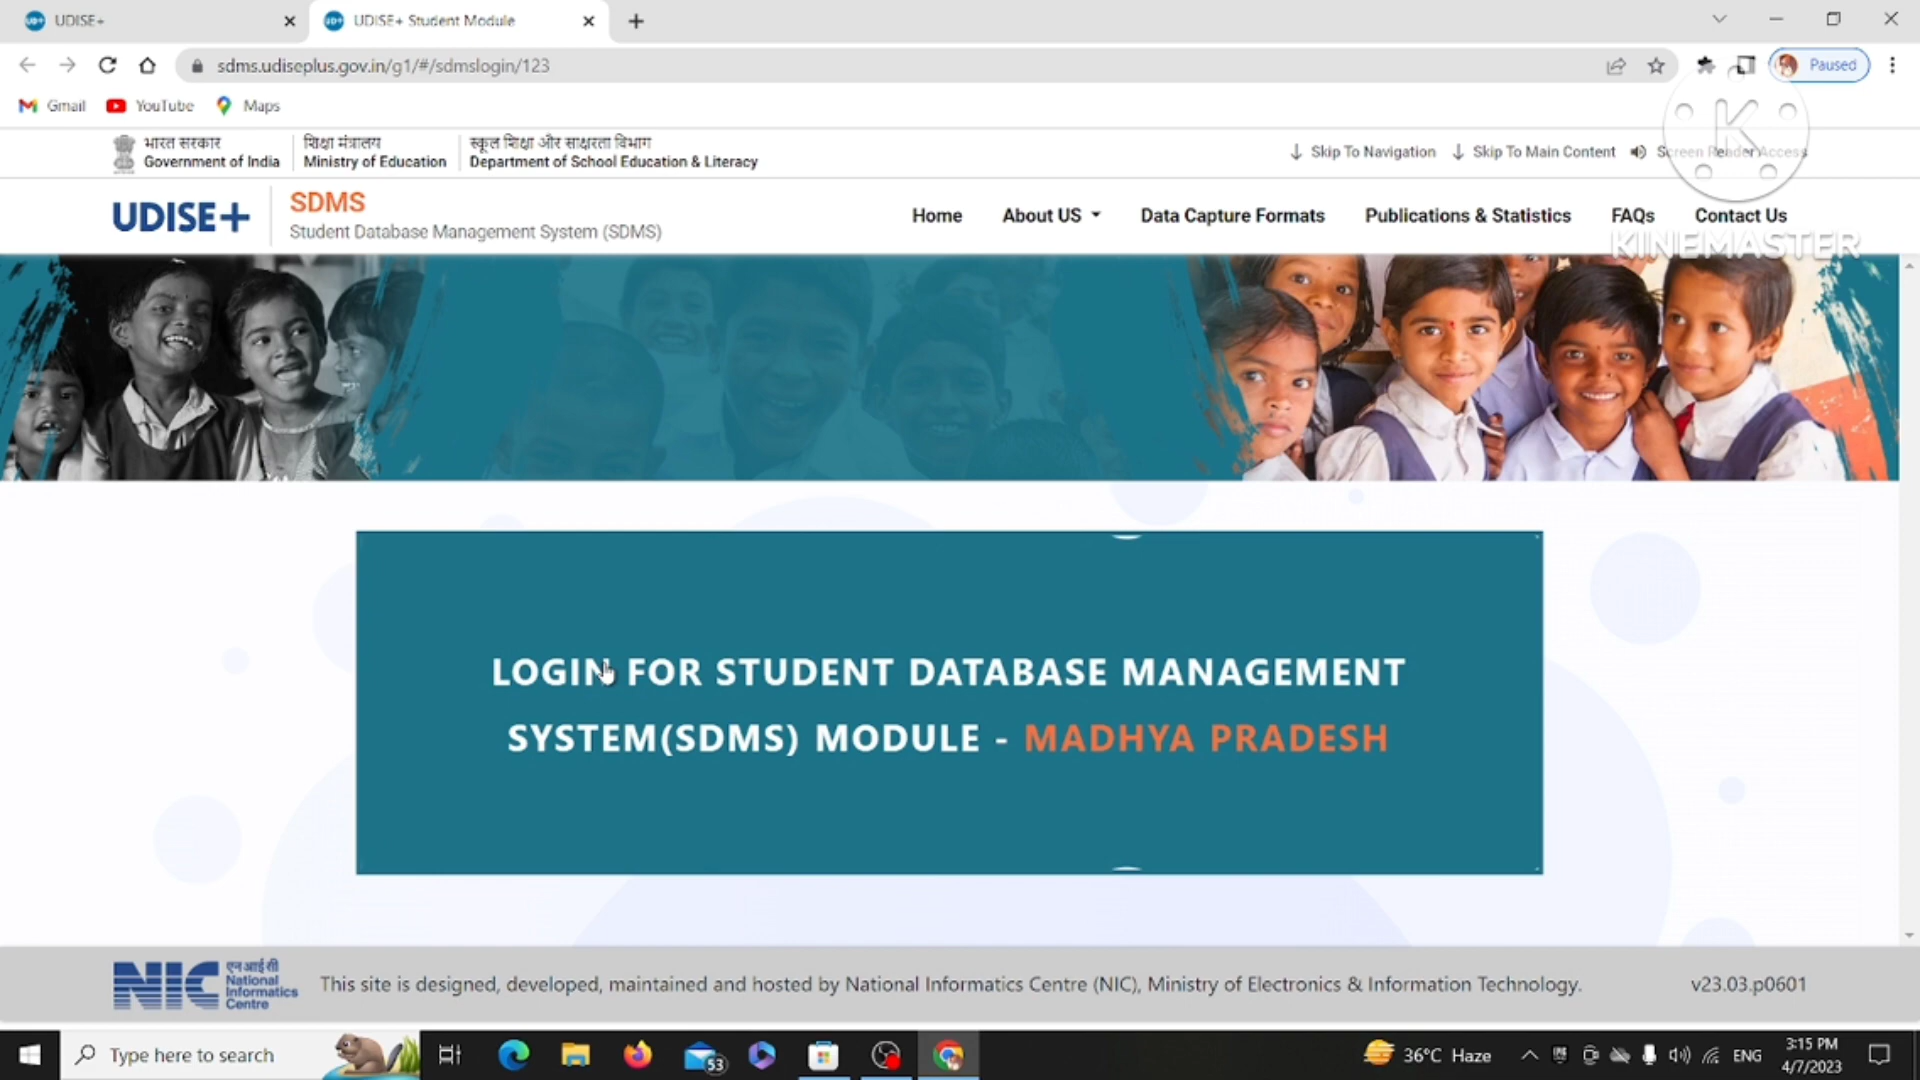 UDISE+
UDISE+ Student Module
sdms.udiseplus.gov.in/g1/#/sdmslogin/123
Paused
Gmail
YouTube
Maps
भारत सरकार
Government of India
शिक्षा मंत्रालय
Ministry of Education
स्कूल शिक्षा और साक्षरता विभाग
Department of School Education & Literacy
Skip To Navigation
Skip To Main Content
Screen Reader Access
K
KINEMASTER
UDISE+
SDMS
Student Database Management System (SDMS)
Home
About US
Data Capture Formats
Publications & Statistics
FAQs
Contact Us
LOGIN FOR STUDENT DATABASE MANAGEMENT
SYSTEM(SDMS) MODULE - MADHYA PRADESH
NIC
एन आई सी
National
Informatics
Centre
This site is designed, developed, maintained and hosted by National Informatics Centre (NIC), Ministry of Electronics & Information Technology.
v23.03.p0601
Type here to search
53
36°C Haze
ENG
3:15 PM
4/7/2023